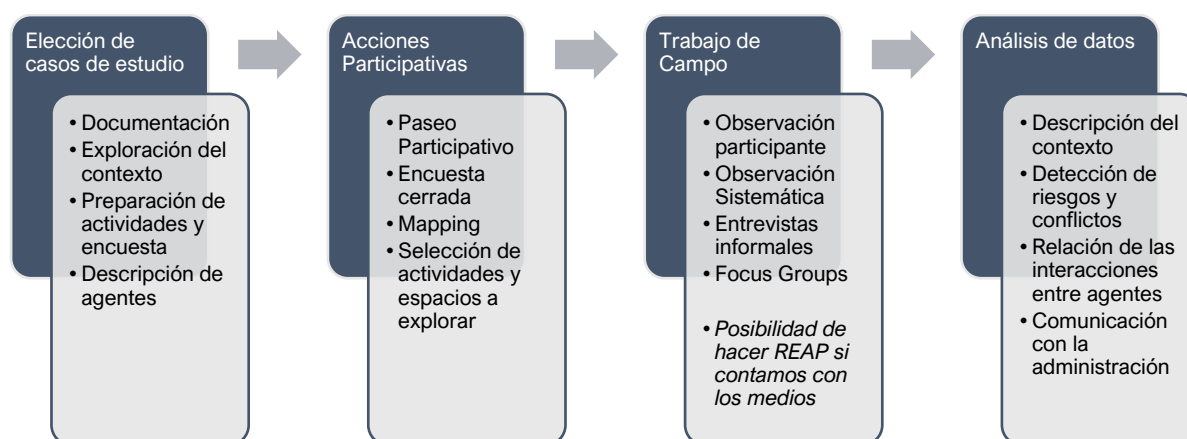 Elección de
casos de estudio
• Documentación
• Exploración del
contexto
• Preparación de
actividades y
encuesta
• Descripción de
agentes
Acciones
Participativas
• Paseo
Participativo
• Encuesta
cerrada
• Mapping
• Selección de
actividades y
espacios a
explorar
Trabajo de
Campo
• Observación
participante
• Observación
Sistemática
• Entrevistas
informales
• Focus Groups
• Posibilidad de
hacer REAP si
contamos con
los medios
Análisis de datos
• Descripción del
contexto
• Detección de
riesgos y
conflictos
• Relación de las
interacciones
entre agentes
• Comunicación
con la
administración